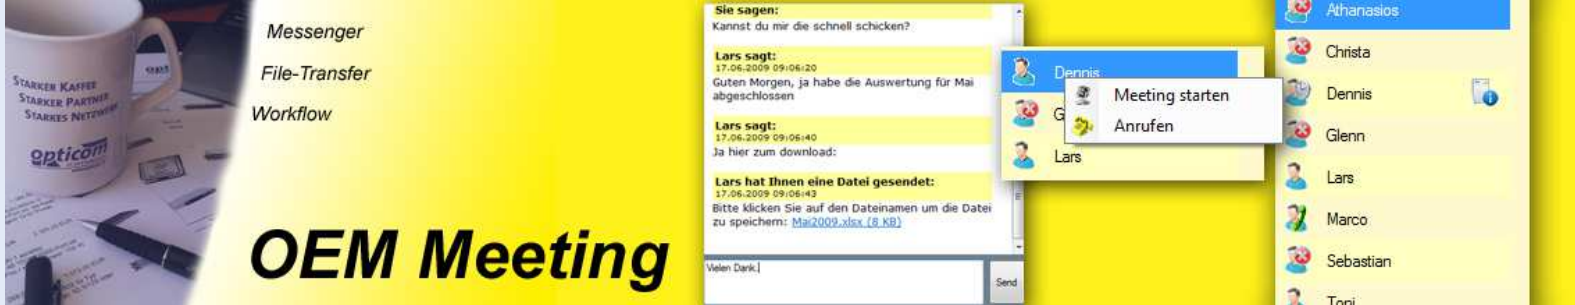 Messenger
File-Transfer
Workflow
OEM Meeting
STARKER KAFFEE
STARKER PARTNER
STARKES NETZWERK
opticom
Sie sagen:
Kannst du mir die schnell schicken?
Lars sagt:
17.06.2009 09:06:20
Guten Morgen, ja habe die Auswertung für Mai
abgeschlossen
Lars sagt:
17.06.2009 09:06:40
Ja hier zum download:
Lars hat Ihnen eine Datei gesendet:
17.06.2009 09:06:43
Bitte klicken Sie auf den Dateinamen um die Datei
zu speichern: Mai2009.xlsx (8 KB)
Vielen Dank.
Send
Dennis
G
Meeting starten
Anrufen
Lars
Athanasios
Christa
Dennis
Glenn
Lars
Marco
Sebastian
Toni